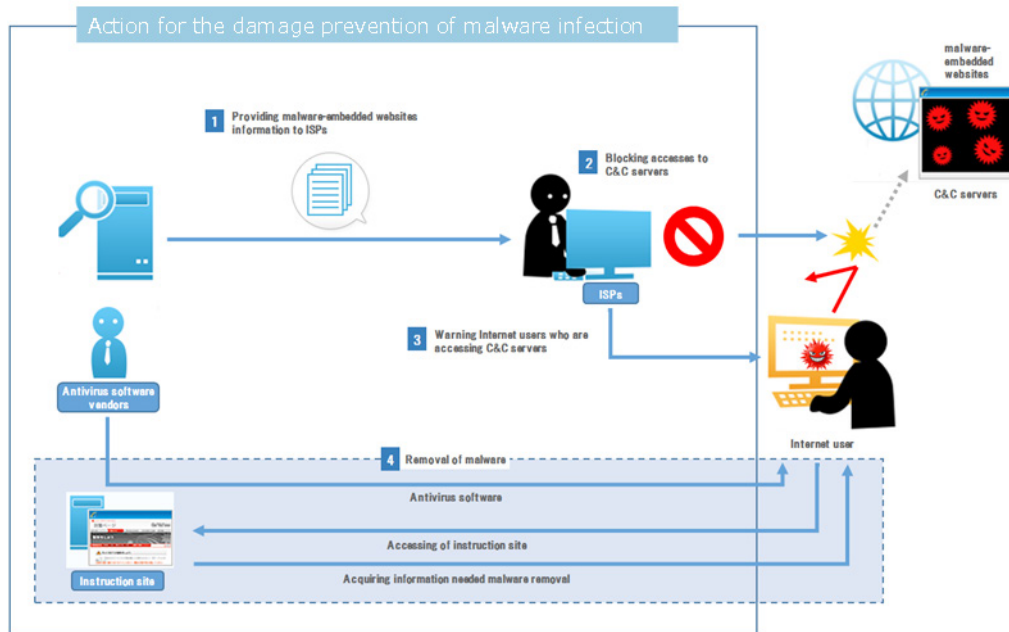 Action for the damage prevention of malware infection
malware-
embedded
websites
1
Providing malware-embedded websites
information to ISPs
2
Blocking accesses to
C&C servers
C&C servers
ISPs
3
Warning Internet users who are
accessing C&C servers
Antivirus software
vendors
Internet user
4
Removal of malware
Antivirus software
Accessing of instruction site
Instruction site
Acquiring information needed malware removal